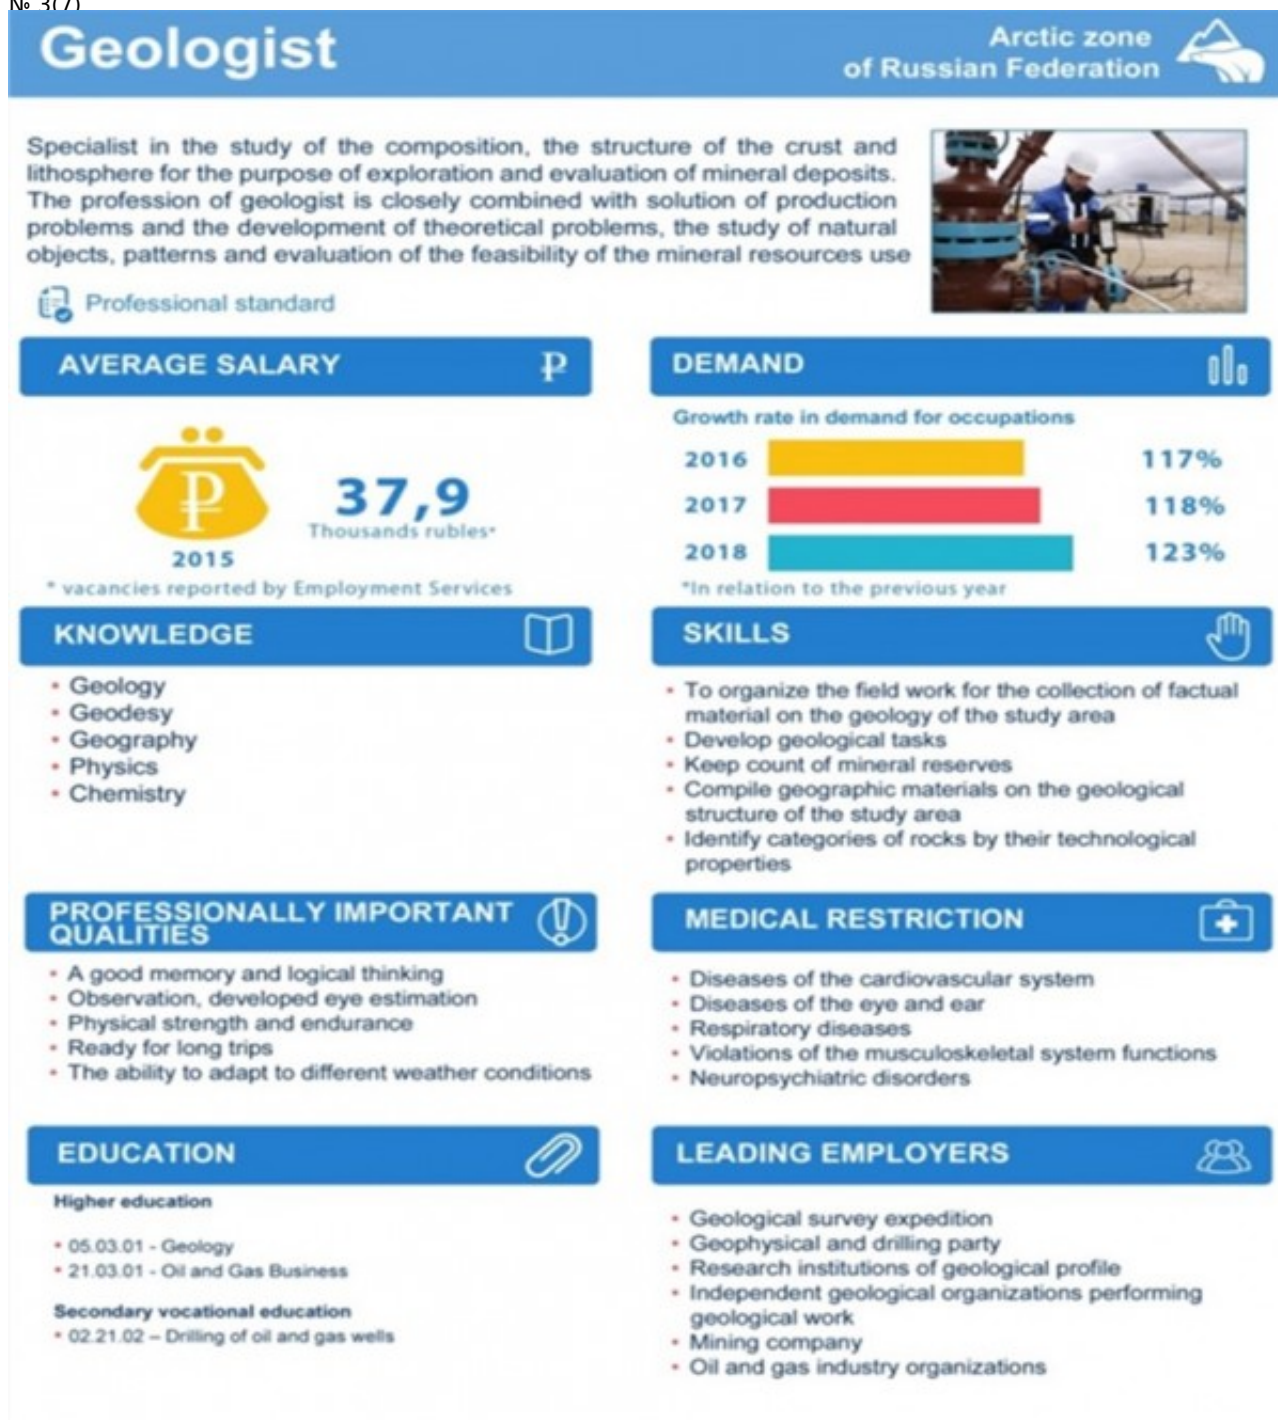 № 3(7)
Geologist
Arctic zone
of Russian Federation
Specialist in the study of the composition, the structure of the crust and
lithosphere for the purpose of exploration and evaluation of mineral deposits.
The profession of geologist is closely combined with solution of production
problems and the development of theoretical problems, the study of natural
objects, patterns and evaluation of the feasibility of the mineral resources use
Professional standard
AVERAGE SALARY
37,9
Thousands rubles*
2015
* vacancies reported by Employment Services
DEMAND
Growth rate in demand for occupations
2016 117%
2017 118%
2018 123%
*In relation to the previous year
KNOWLEDGE
• Geology
• Geodesy
• Geography
• Physics
• Chemistry
SKILLS
• To organize the field work for the collection of factual
material on the geology of the study area
• Develop geological tasks
• Keep count of mineral reserves
• Compile geographic materials on the geological
structure of the study area
• Identify categories of rocks by their technological
properties
PROFESSIONALLY IMPORTANT
QUALITIES
• A good memory and logical thinking
• Observation, developed eye estimation
• Physical strength and endurance
• Ready for long trips
• The ability to adapt to different weather conditions
MEDICAL RESTRICTION
• Diseases of the cardiovascular system
• Diseases of the eye and ear
• Respiratory diseases
• Violations of the musculoskeletal system functions
• Neuropsychiatric disorders
EDUCATION
Higher education
• 05.03.01 - Geology
• 21.03.01 - Oil and Gas Business
Secondary vocational education
• 02.21.02 – Drilling of oil and gas wells
LEADING EMPLOYERS
• Geological survey expedition
• Geophysical and drilling party
• Research institutions of geological profile
• Independent geological organizations performing
geological work
• Mining company
• Oil and gas industry organizations